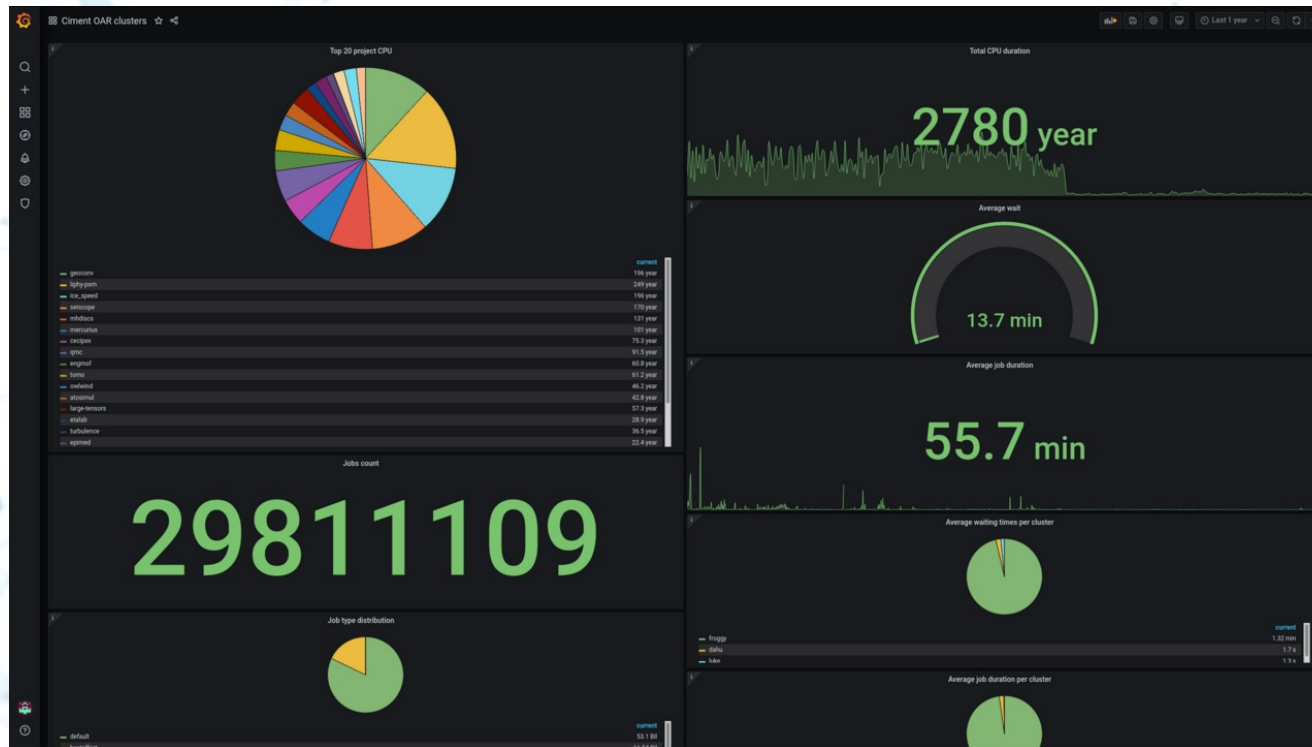 Ciment OAR clusters
Last 1 year
Top 20 project CPU
current
geoconv 196 year
liphy-psm 249 year
ice_speed 196 year
seiscope 170 year
mhdiscs 131 year
mercurius 101 year
cecipex 75.3 year
qmc 91.5 year
engmof 60.8 year
tomo 61.2 year
owheind 46.2 year
atosimul 42.8 year
large-tensors 57.3 year
etalab 28.9 year
turbulence 36.5 year
epimed 22.4 year
Jobs count
29811109
Job type distribution
current
default 53.1 Bil
Total CPU duration
2780 year
Average wait
13.7 min
Average job duration
55.7 min
Average waiting times per cluster
current
froggy 1.32 min
dahu 1.7 s
luke 1.3 s
Average job duration per cluster